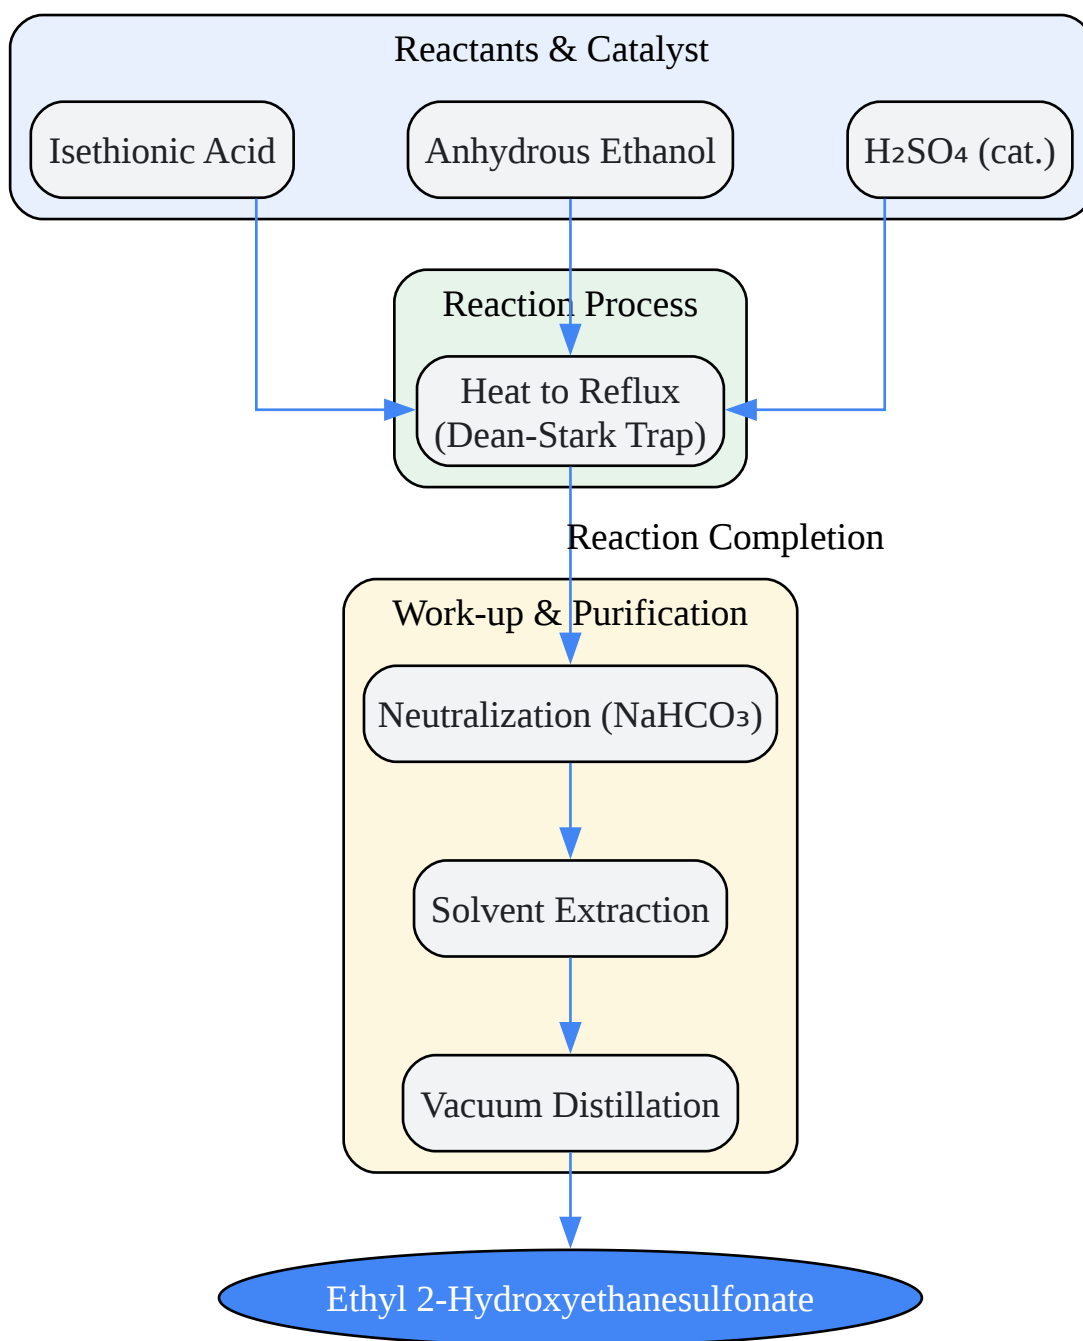 Reactants & Catalyst
Isethionic Acid
Anhydrous Ethanol
H₂SO₄ (cat.)
Reaction Process
Heat to Reflux
(Dean-Stark Trap)
Reaction Completion
Work-up & Purification
Neutralization (NaHCO₃)
Solvent Extraction
Vacuum Distillation
Ethyl 2-Hydroxyethanesulfonate